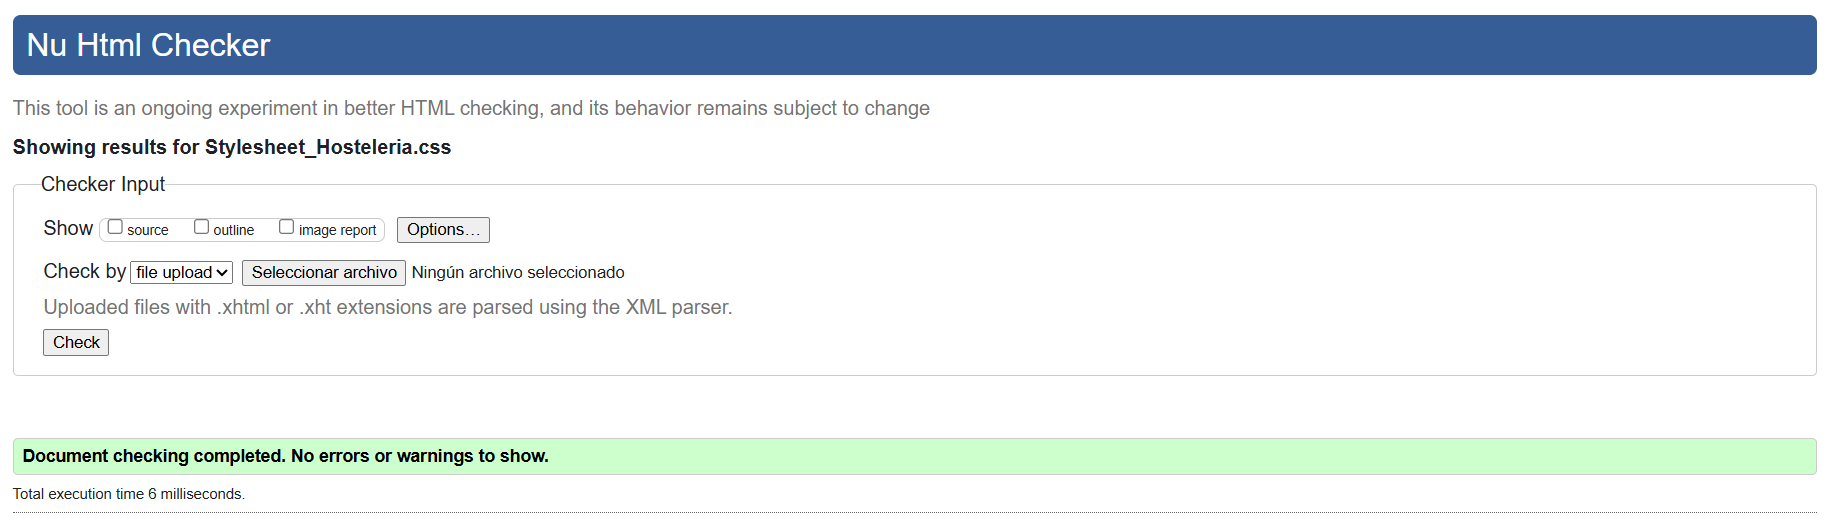 Nu Html Checker
This tool is an ongoing experiment in better HTML checking, and its behavior remains subject to change
Showing results for Stylesheet_Hosteleria.css
Checker Input
Show source outline image report Options...
Check by file upload Seleccionar archivo Ningún archivo seleccionado
Uploaded files with .xhtml or .xht extensions are parsed using the XML parser.
Check
Document checking completed. No errors or warnings to show.
Total execution time 6 milliseconds.